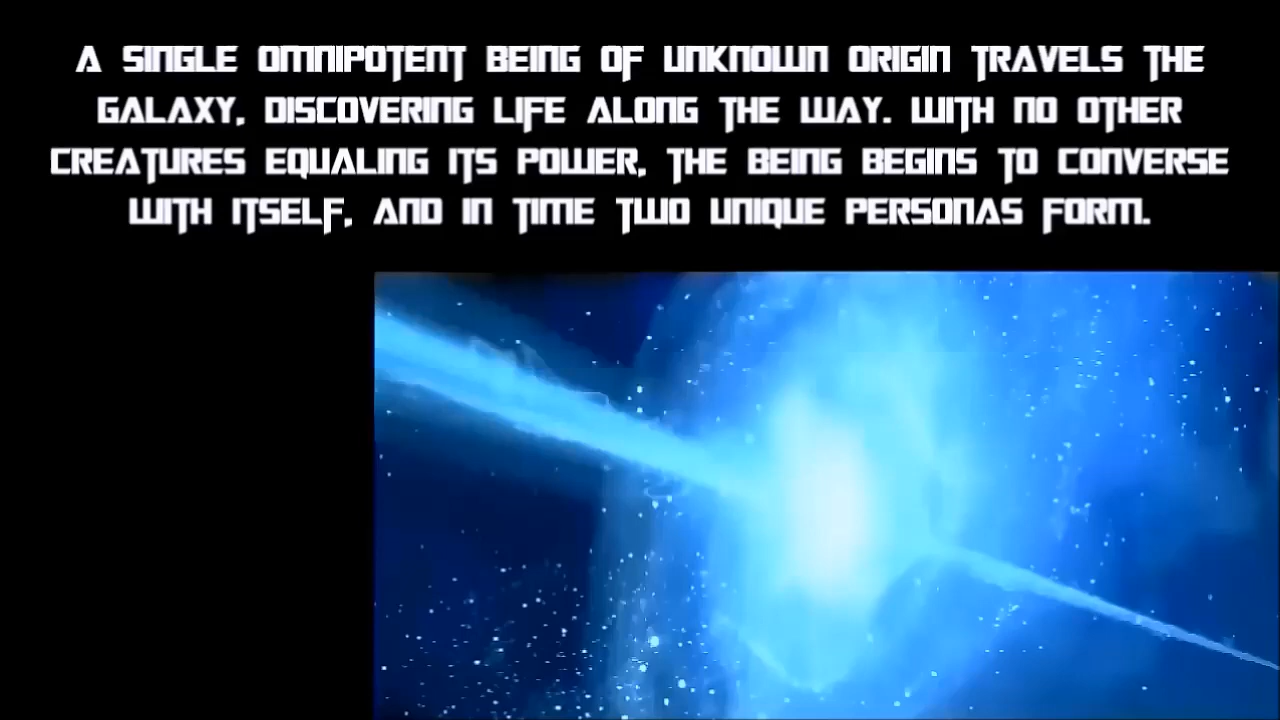 A SINGLE OMNIPOTENT BEING OF UNKNOWN ORIGIN TRAVELS THE
GALAXY, DISCOVERING LIFE ALONG THE WAY. WITH NO OTHER
CREATURES EQUALING ITS POWER, THE BEING BEGINS TO CONVERSE
WITH ITSELF, AND IN TIME TWO UNIQUE PERSONAS FORM.